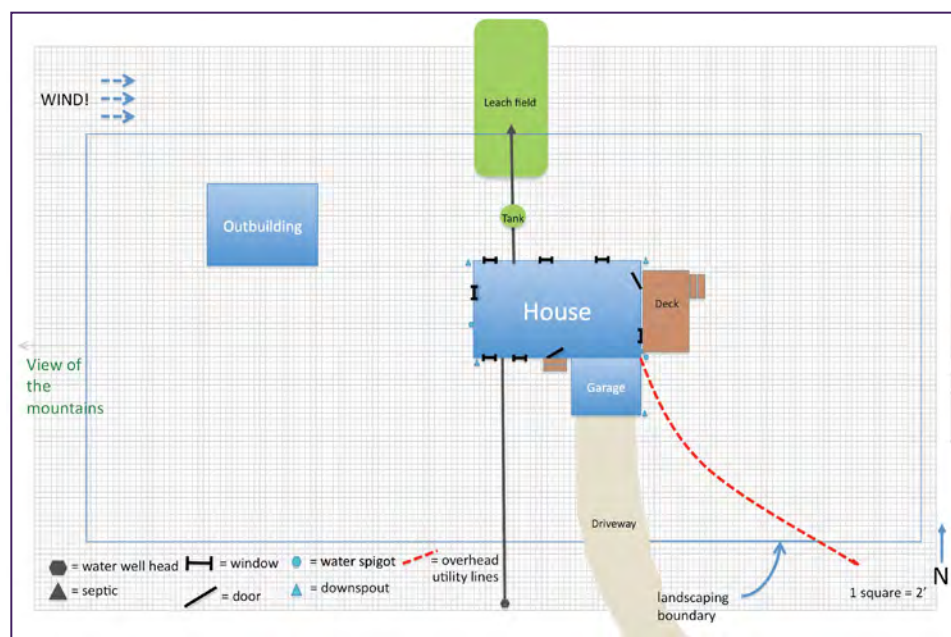 Leach field
WIND!
Tank
Outbuilding
House
Deck
View of
the
mountains
Garage
Driveway
= water well head
= window
= water spigot
= overhead
utility lines
= septic
= door
= downspout
landscaping
boundary
1 square = 2'
N